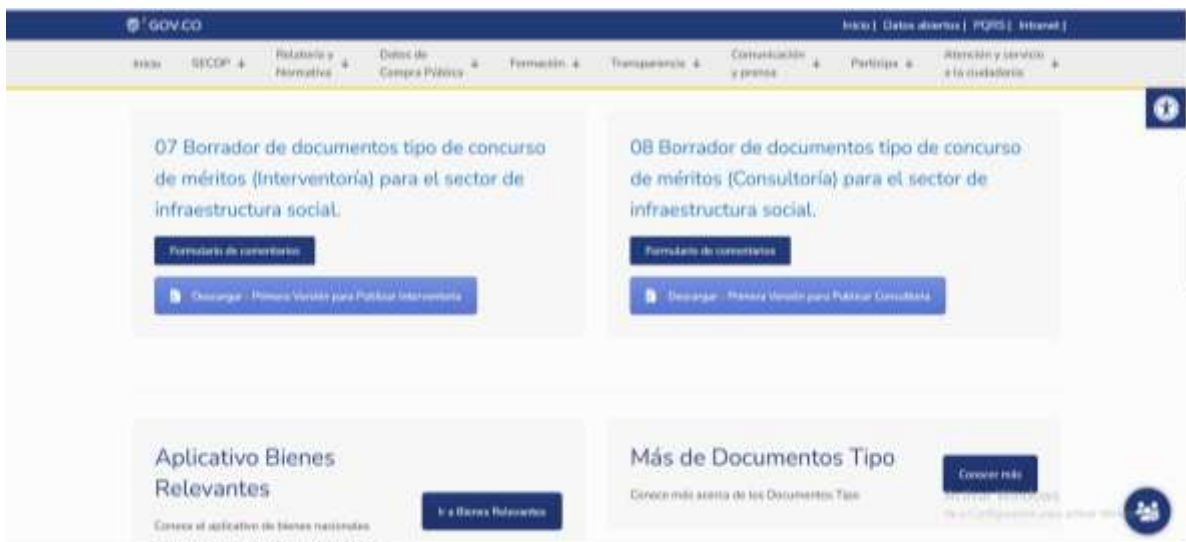 GOV.CO
Inicio | Datos abiertos | PQRS | Intranet |
Inicio SECOP Relatoría y Normativa Datos de Compra Pública Formación Transparencia Comunicación y prensa Participa Atención y servicio a la ciudadanía
07 Borrador de documentos tipo de concurso
de méritos (Interventoría) para el sector de
infraestructura social.
Formulario de comentarios
Descargar - Primera Versión para Publicar Interventoría
08 Borrador de documentos tipo de concurso
de méritos (Consultoría) para el sector de
infraestructura social.
Formulario de comentarios
Descargar - Primera Versión para Publicar Consultoría
Aplicativo Bienes
Relevantes
Conoce el aplicativo de bienes nacionales
Ir a Bienes Relevantes
Más de Documentos Tipo
Conoce más acerca de los Documentos Tipo
Conocer más